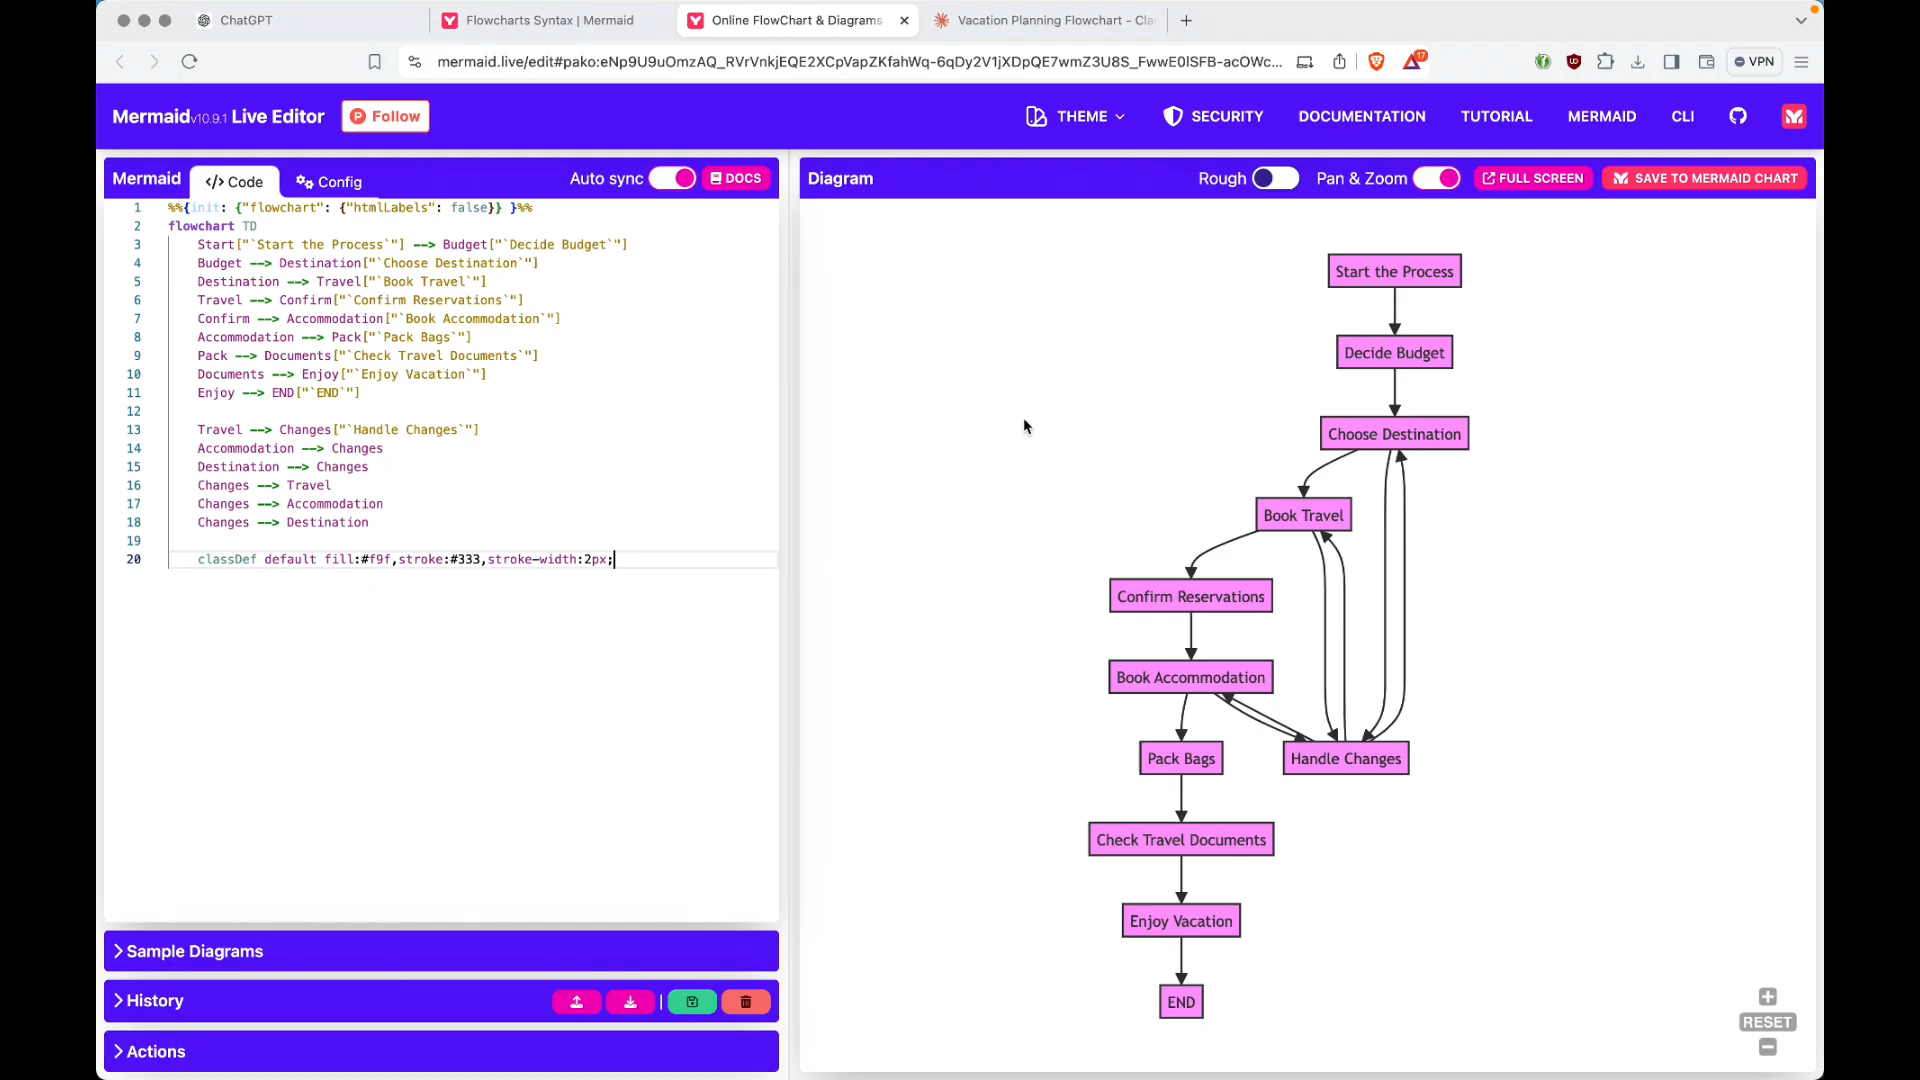 ChatGPT
Flowcharts Syntax | Mermaid
Online FlowChart & Diagrams
Vacation Planning Flowchart - Cla
mermaid.live/edit#pako:eNp9U9uOmzAQ_RVrVnkjEQE2XCpVapZKfahWq-6qDy2V1jXDpQE7wmZ3U8S_FwwE0lSFB-acOWc...
17
VPN
Mermaidv10.9.1 Live Editor
Follow
THEME
SECURITY
DOCUMENTATION
TUTORIAL
MERMAID
CLI
Mermaid
</> Code
Config
Auto sync
DOCS
Diagram
Rough
Pan & Zoom
FULL SCREEN
SAVE TO MERMAID CHART
1 %%{init: {"flowchart": {"htmlLabels": false}} }%%
2 flowchart TD
3 Start["`Start the Process`"] --> Budget["`Decide Budget`"]
4 Budget --> Destination["`Choose Destination`"]
5 Destination --> Travel["`Book Travel`"]
6 Travel --> Confirm["`Confirm Reservations`"]
7 Confirm --> Accommodation["`Book Accommodation`"]
8 Accommodation --> Pack["`Pack Bags`"]
9 Pack --> Documents["`Check Travel Documents`"]
10 Documents --> Enjoy["`Enjoy Vacation`"]
11 Enjoy --> END["`END`"]
12
13 Travel --> Changes["`Handle Changes`"]
14 Accommodation --> Changes
15 Destination --> Changes
16 Changes --> Travel
17 Changes --> Accommodation
18 Changes --> Destination
19
20 classDef default fill:#f9f,stroke:#333,stroke-width:2px;
Start the Process
Decide Budget
Choose Destination
Book Travel
Confirm Reservations
Book Accommodation
Pack Bags
Handle Changes
Check Travel Documents
Enjoy Vacation
END
Sample Diagrams
History
Actions
RESET